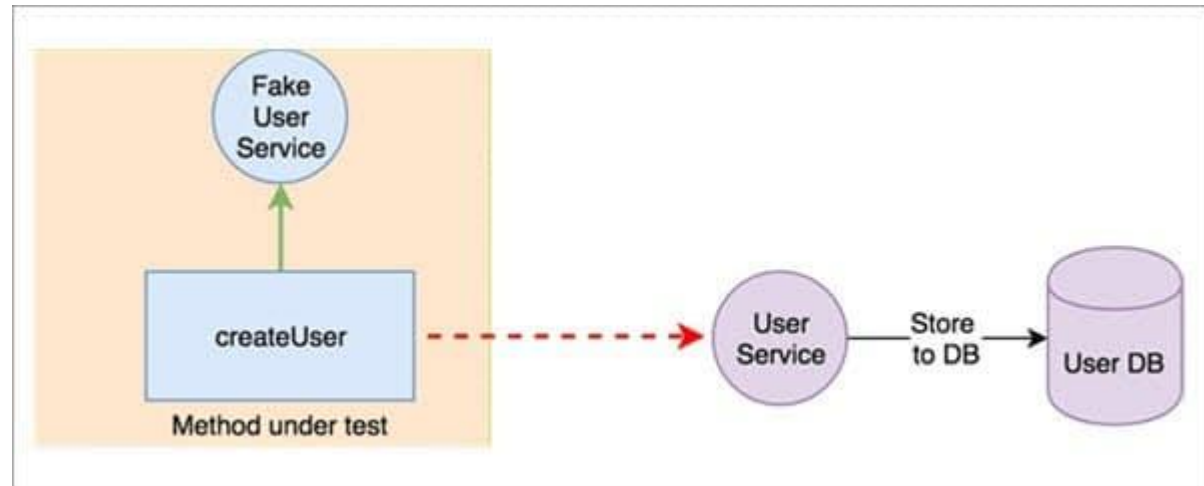 Fake
User
Service
createUser
Method under test
User
Service
Store
to DB
User DB